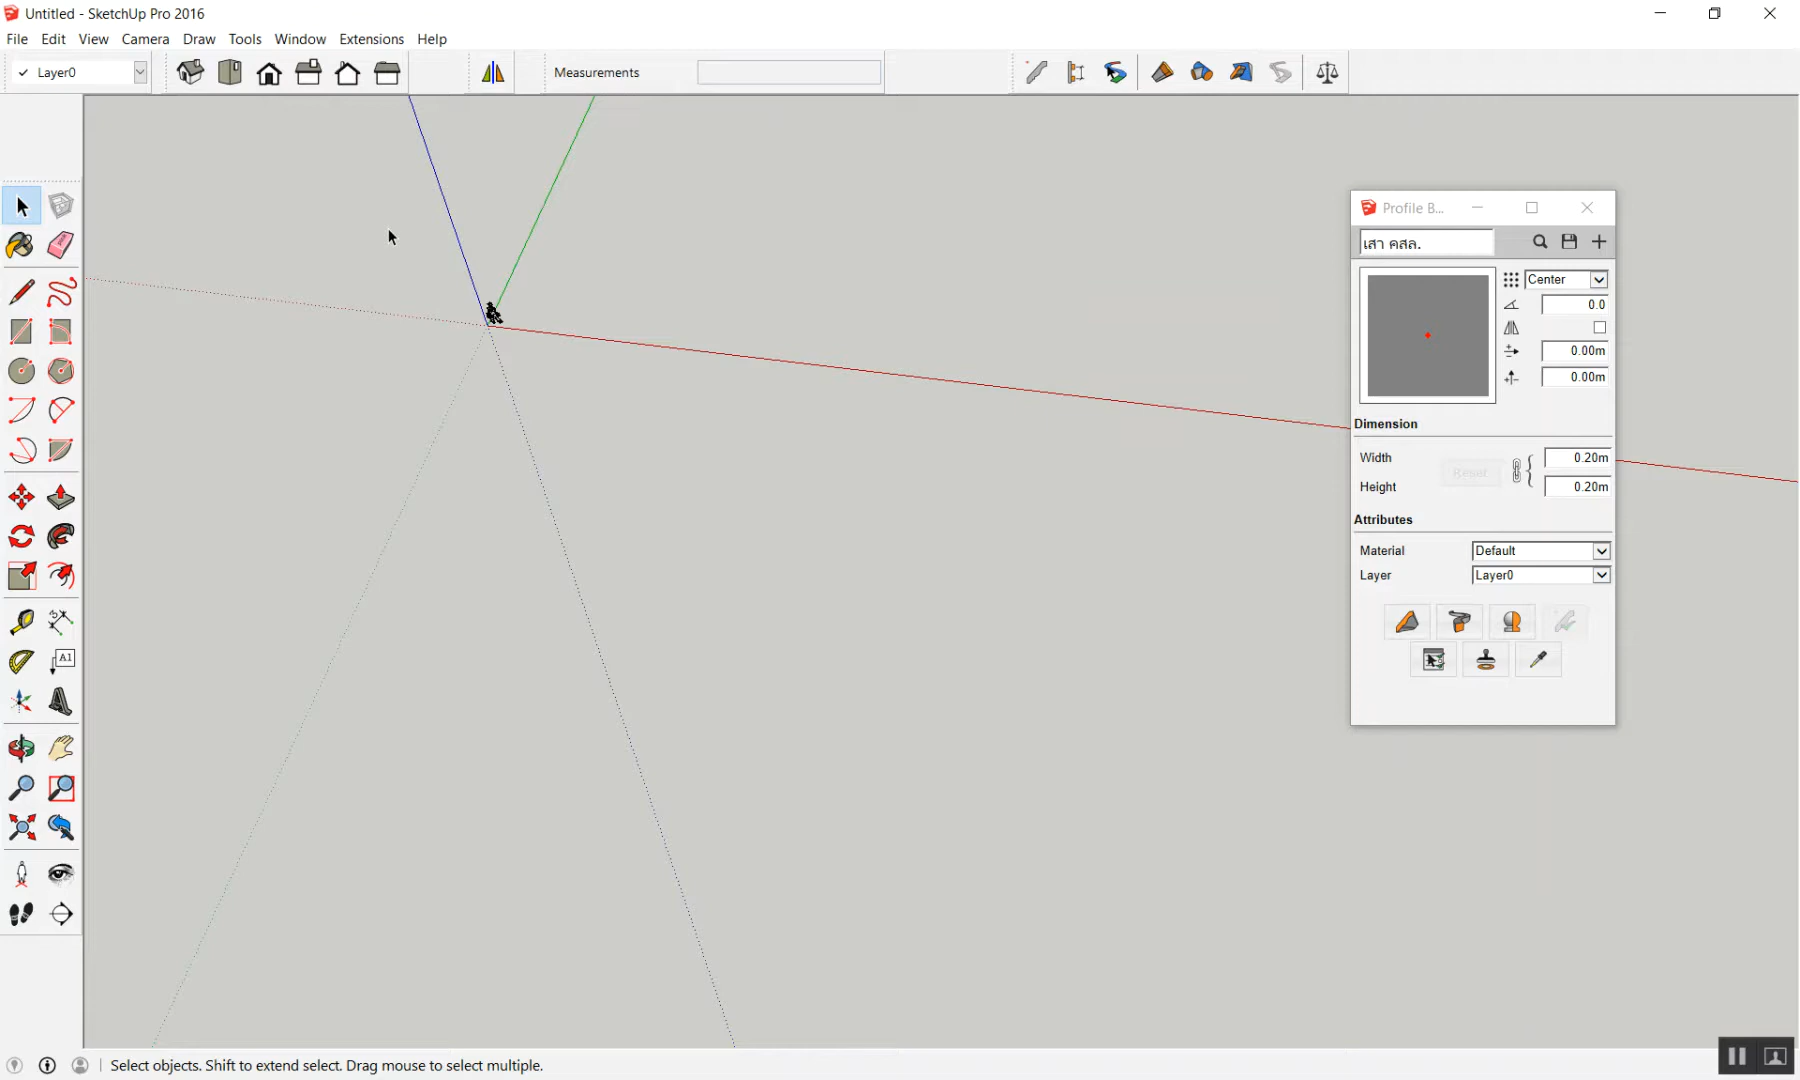 Untitled - SketchUp Pro 2016
File Edit View Camera Draw Tools Window Extensions Help
Layer0
Measurements
Profile B...
เสา คสล.
Center
0.0
0.00m
0.00m
Dimension
Width 0.20m
Reset
Height 0.20m
Attributes
Material Default
Layer Layer0
A1
Select objects. Shift to extend select. Drag mouse to select multiple.